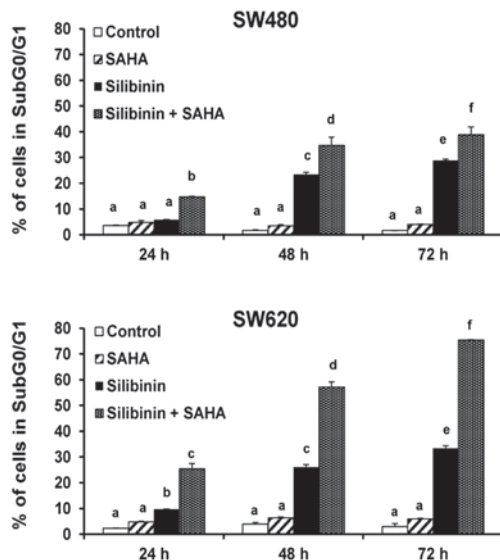 SW480
Control
SAHA
Silibinin
Silibinin + SAHA
% of cells in SubG0/G1
80
70
60
50
40
30
20
10
0
a a a b
a a c d
a a e f
24 h 48 h 72 h
SW620
Control
SAHA
Silibinin
Silibinin + SAHA
% of cells in SubG0/G1
80
70
60
50
40
30
20
10
0
a a b c
a a c d
a a e f
24 h 48 h 72 h